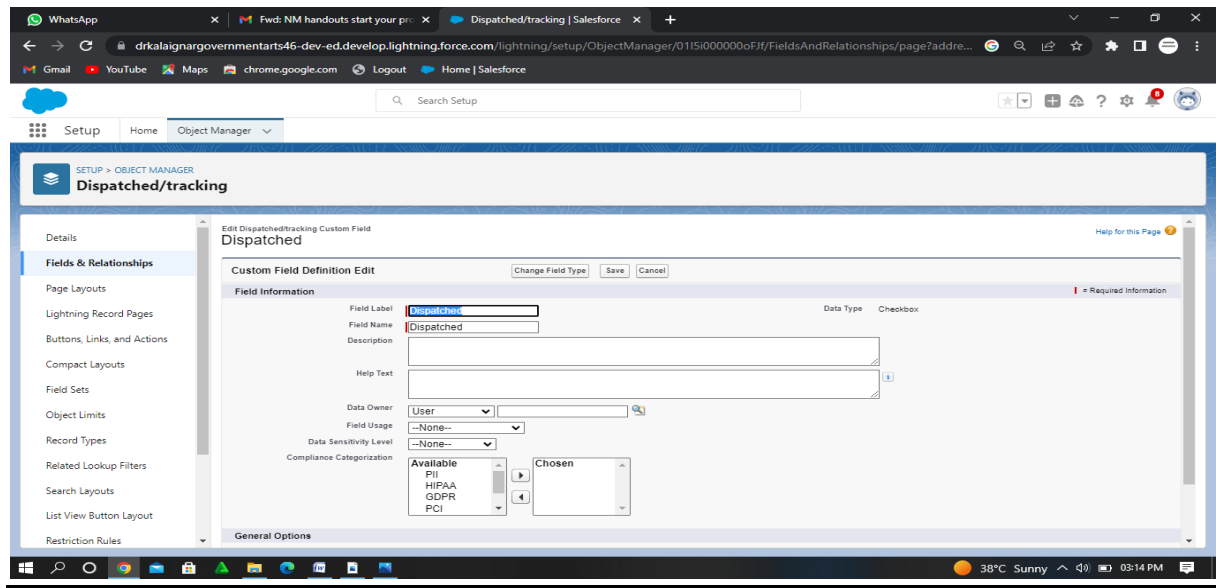 WhatsApp
Fwd: NM handouts start your pro
Dispatched/tracking | Salesforce
drkalaignargovernmentarts46-dev-ed.develop.lightning.force.com/lightning/setup/ObjectManager/01I5i000000oFJf/FieldsAndRelationships/page?addre...
Gmail YouTube Maps chrome.google.com Logout Home | Salesforce
Search Setup
8
Setup Home Object Manager
SETUP > OBJECT MANAGER
Dispatched/tracking
Details
Fields & Relationships
Page Layouts
Lightning Record Pages
Buttons, Links, and Actions
Compact Layouts
Field Sets
Object Limits
Record Types
Related Lookup Filters
Search Layouts
List View Button Layout
Restriction Rules
Edit Dispatched/tracking Custom Field
Dispatched
Help for this Page
Custom Field Definition Edit Change Field Type Save Cancel
Field Information = Required Information
Field Label Dispatched Data Type Checkbox
Field Name Dispatched
Description
Help Text
Data Owner User
Field Usage --None--
Data Sensitivity Level --None--
Compliance Categorization Available Chosen
PII
HIPAA
GDPR
PCI
General Options
38°C Sunny 03:14 PM